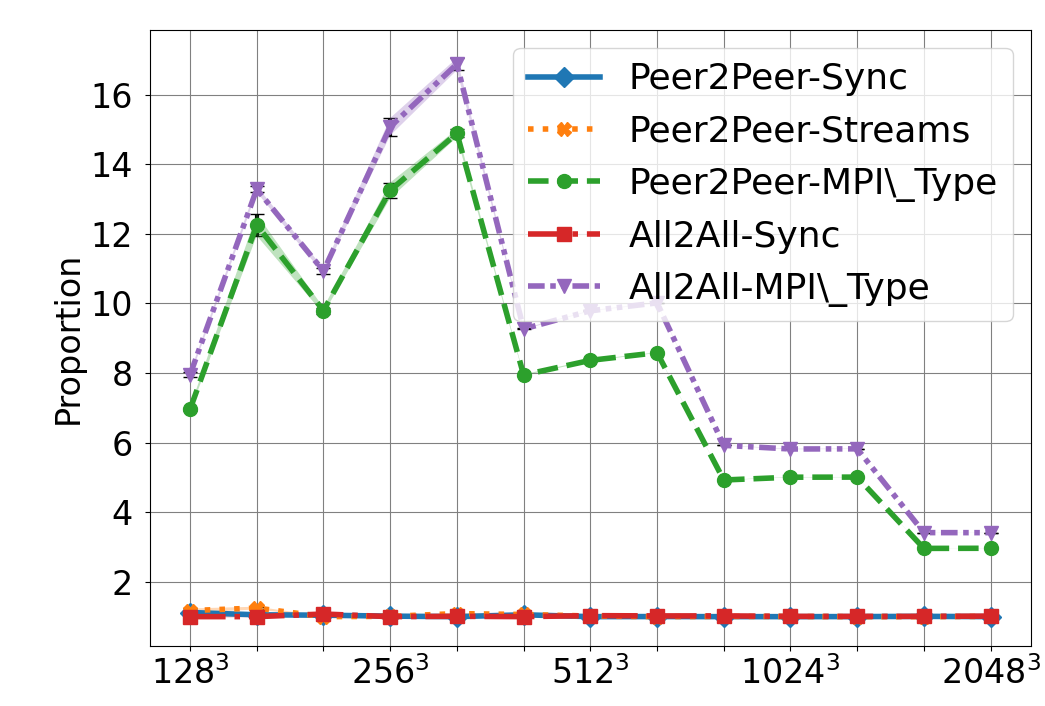 Proportion
16
14
12
10
8
6
4
2
128³
256³
512³
1024³
2048³
Peer2Peer-Sync
Peer2Peer-Streams
Peer2Peer-MPI\_Type
All2All-Sync
All2All-MPI\_Type